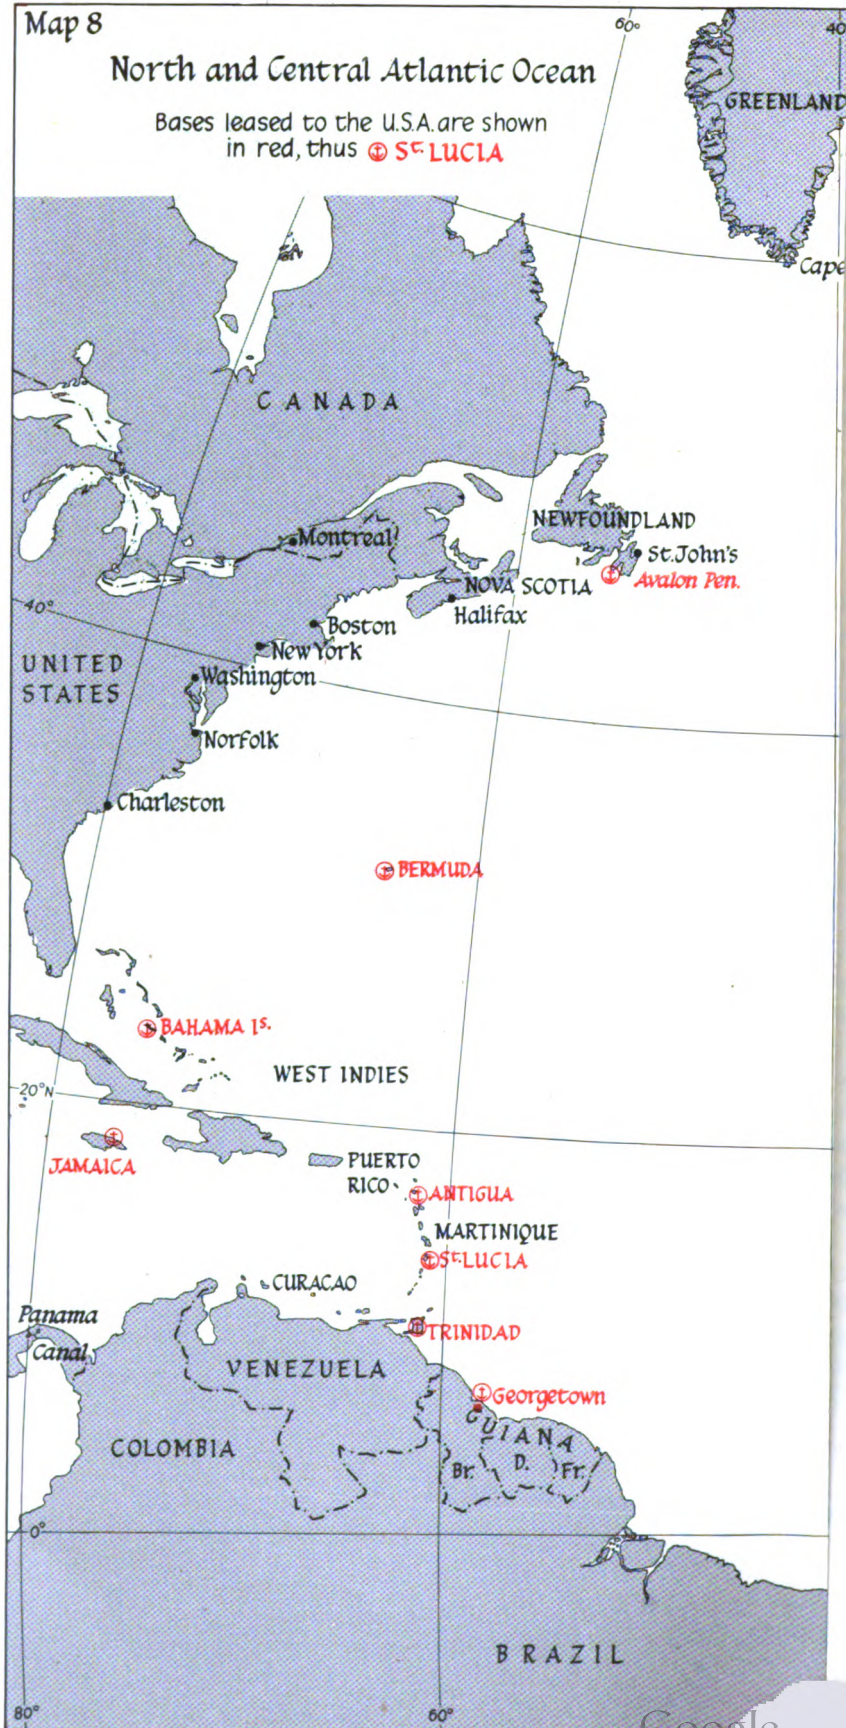 Map 8
60°
40
North and Central Atlantic Ocean
Bases leased to the U.S.A. are shown
in red, thus St. LUCIA
GREENLAND
Cape
CANADA
NEWFOUNDLAND
Montreal
St. John's
Avalon Pen.
NOVA SCOTIA
Halifax
40°
Boston
New York
UNITED
STATES
Washington
Norfolk
Charleston
BERMUDA
BAHAMA Is.
WEST INDIES
20°N
JAMAICA
PUERTO
RICO
ANTIGUA
MARTINIQUE
St. LUCIA
CURACAO
Panama
Canal
TRINIDAD
VENEZUELA
Georgetown
GUIANA
COLOMBIA
Br.
D.
Fr.
0°
BRAZIL
80°
60°
Google